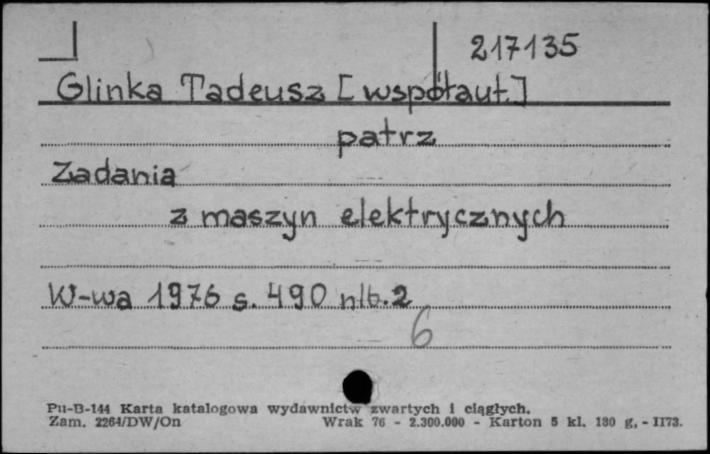 217135
Glinka Tadeusz [współaut.]
patrz
Zadania
z maszyn elektrycznych
W-wa 1976 s. 490 nlb. 2
6
Pu-B-144 Karta katalogowa wydawnictw zwartych i ciągłych.
Zam. 2264/DW/On Wrak 76 - 2.300.000 - Karton 5 kl. 180 g. - II73.